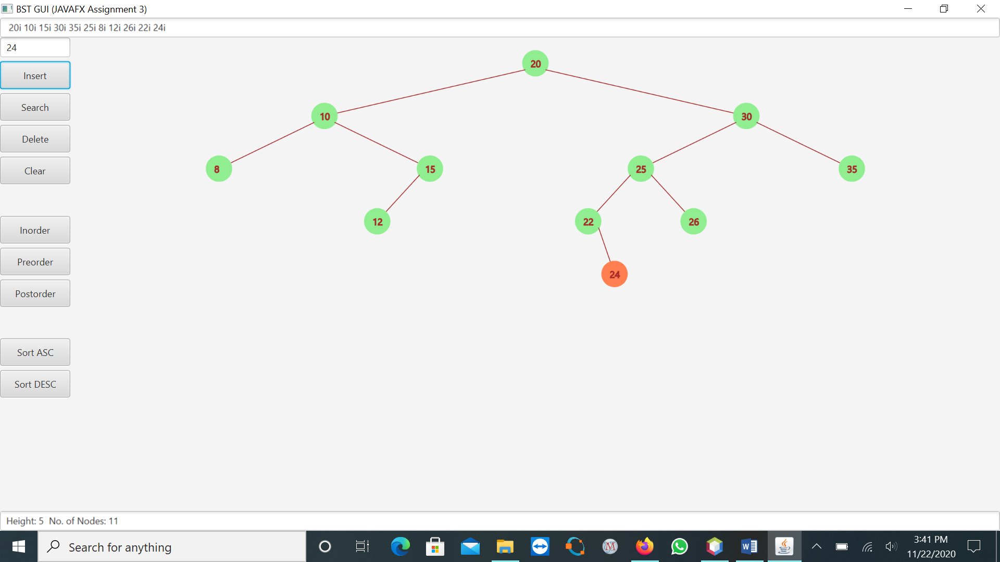 BST GUI (JAVAFX Assignment 3)
20i 10i 15i 30i 35i 25i 8i 12i 26i 22i 24i
24
Insert
Search
Delete
Clear
Inorder
Preorder
Postorder
Sort ASC
Sort DESC
20
10 30
8 15 25 35
12 22 26
24
Height: 5 No. of Nodes: 11
Search for anything
M
W
3:41 PM
11/22/2020